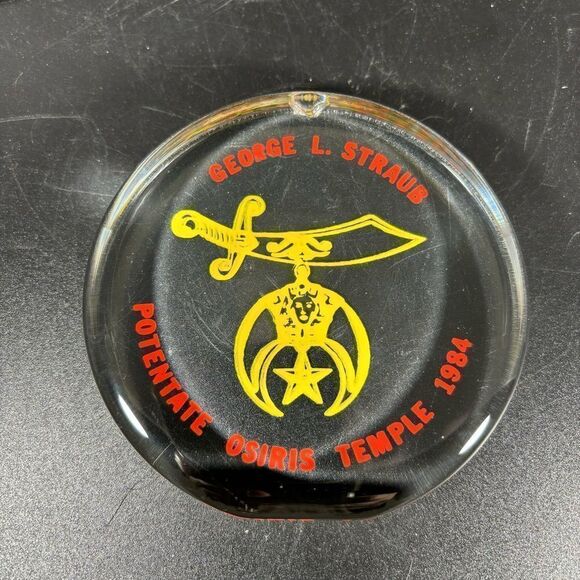 GEORGE L. STRAUB
POTENTATE OSIRIS TEMPLE 1984